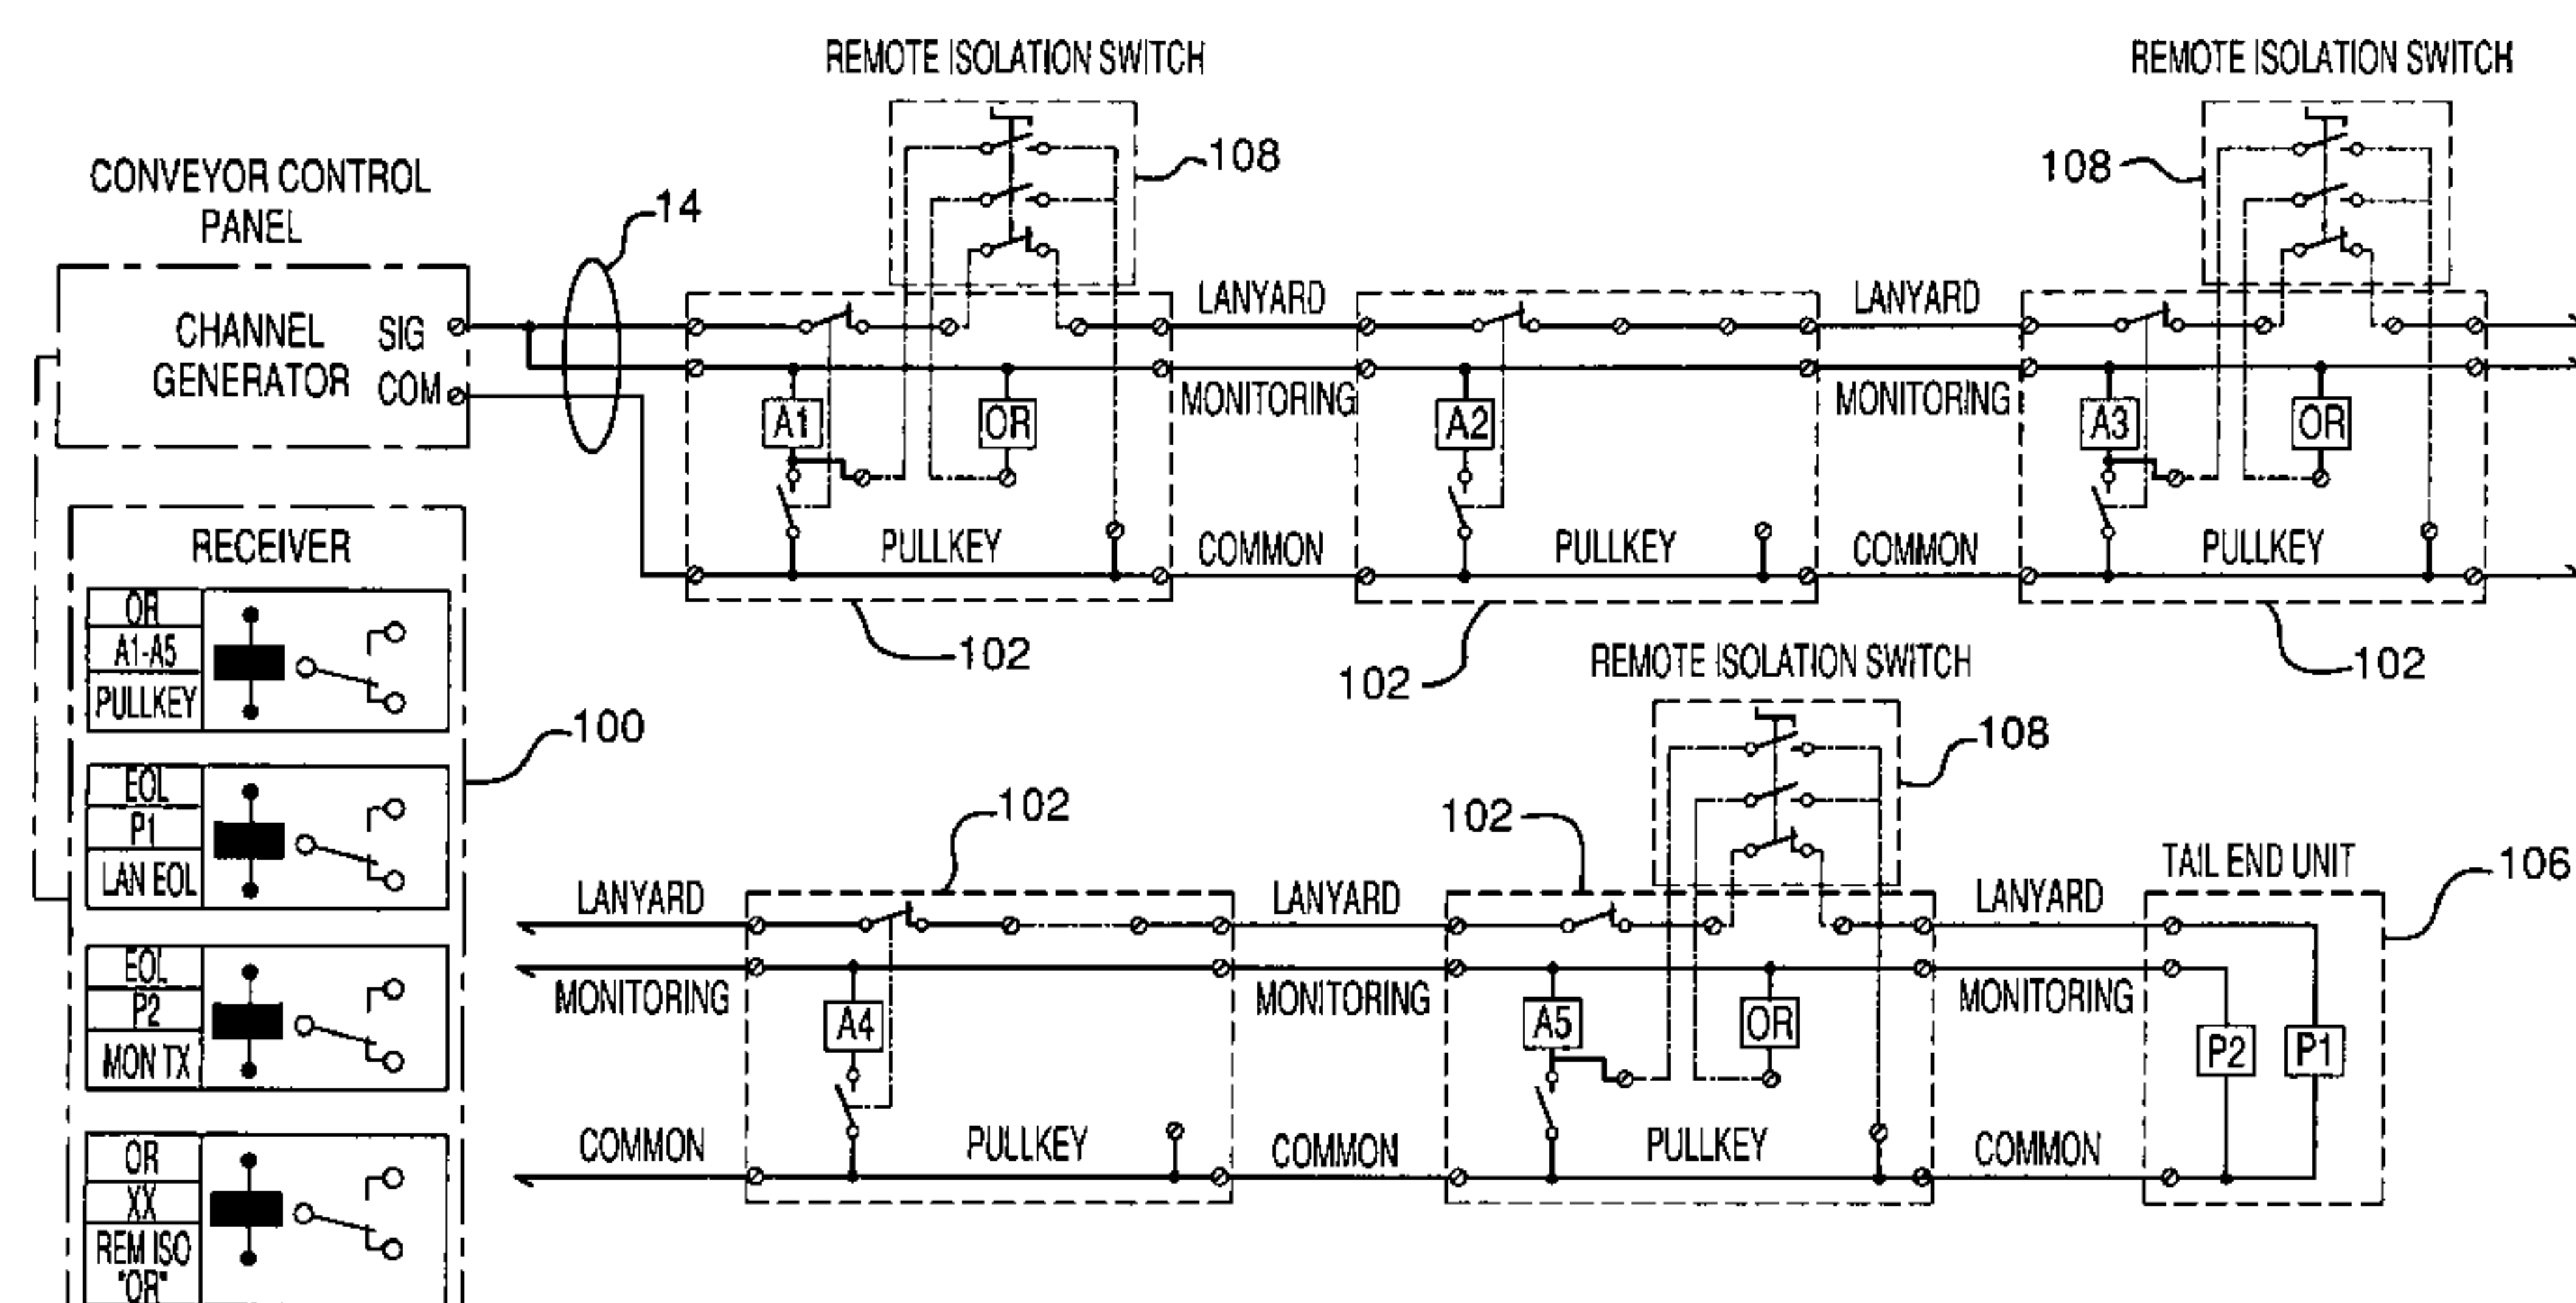 REMOTE ISOLATION SWITCH
REMOTE ISOLATION SWITCH
108
108
CONVEYOR CONTROL
PANEL
14
CHANNEL
GENERATOR
SIG
COM
LANYARD
LANYARD
MONITORING
MONITORING
A1
OR
A2
A3
OR
PULLKEY
COMMON
PULLKEY
COMMON
PULLKEY
102
102
102
RECEIVER
OR
A1-A5
PULLKEY
EOL
P1
LAN EOL
EOL
P2
MON TX
OR
XX
REM ISO
"OR"
100
REMOTE ISOLATION SWITCH
108
102
102
TAIL END UNIT
106
LANYARD
LANYARD
LANYARD
MONITORING
MONITORING
MONITORING
A4
A5
OR
P2
P1
COMMON
PULLKEY
COMMON
PULLKEY
COMMON